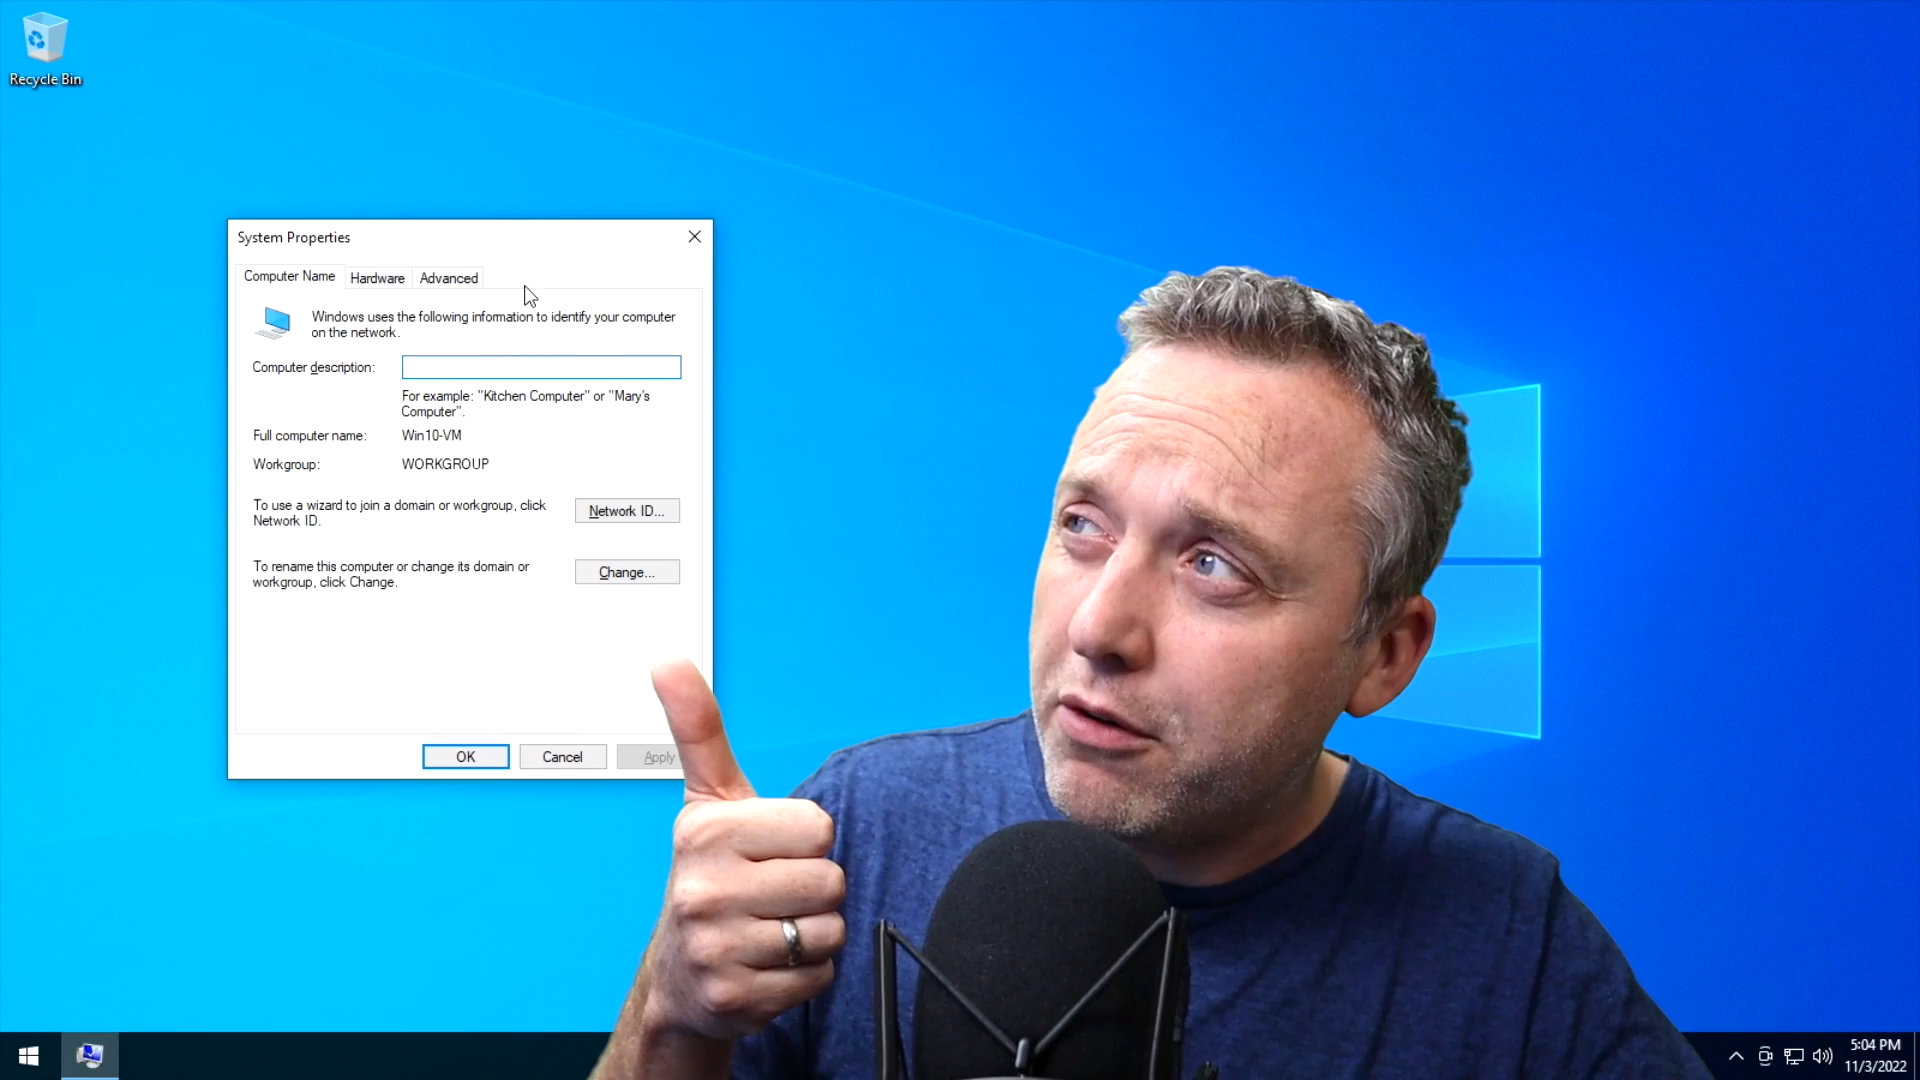 Recycle Bin
System Properties
Computer Name
Hardware
Advanced
Windows uses the following information to identify your computer
on the network.
Computer description:
For example: "Kitchen Computer" or "Mary's
Computer".
Full computer name:
Win10-VM
Workgroup:
WORKGROUP
To use a wizard to join a domain or workgroup, click
Network ID.
Network ID...
To rename this computer or change its domain or
workgroup, click Change.
Change...
OK
Cancel
Apply
5:04 PM
11/3/2022